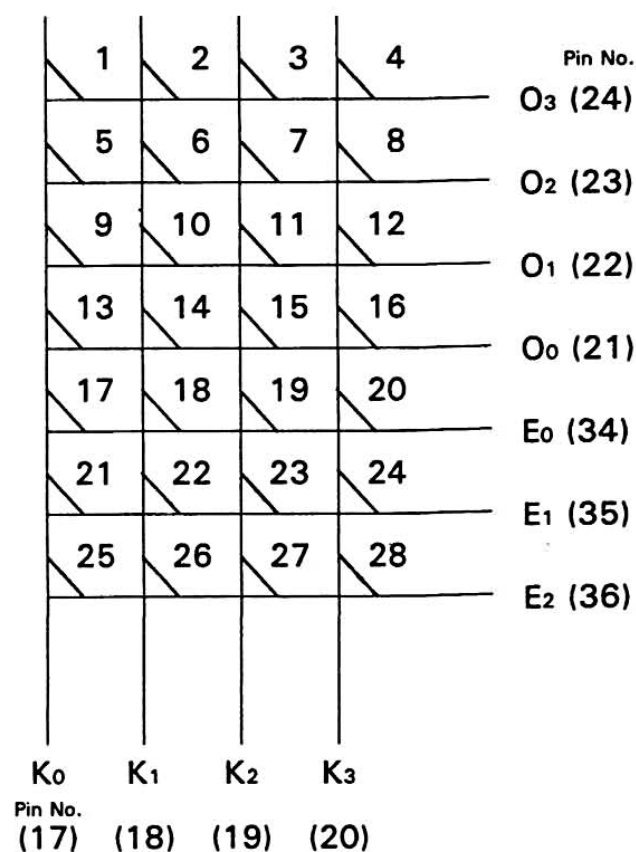 1 2 3 4 Pin No.
O3 (24)
5 6 7 8
O2 (23)
9 10 11 12
O1 (22)
13 14 15 16
O0 (21)
17 18 19 20
E0 (34)
21 22 23 24
E1 (35)
25 26 27 28
E2 (36)
K0 K1 K2 K3
Pin No.
(17) (18) (19) (20)